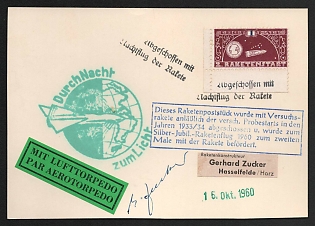 Abgeschossen mit
Nachtflug der Rakete
RAKETENSTART
Abgeschossen mit
Nachtflug der Rakete
Durch Nacht
zum Licht
Dieses Raketenpoststück wurde mit Versuchs-
rakete anläßlich der versch. Probestarts in den
Jahren 1933/34 abgeschossen u. wurde zum
Silber-Jubil.-Raketenflug 1960 zum zweiten
Male mit der Rakete befördert.
MIT LUFTTORPEDO
PAR AEROTORPEDO
Raketenkonstrukteur
Gerhard Zucker
Hasselfelde/Harz
16. Okt. 1960